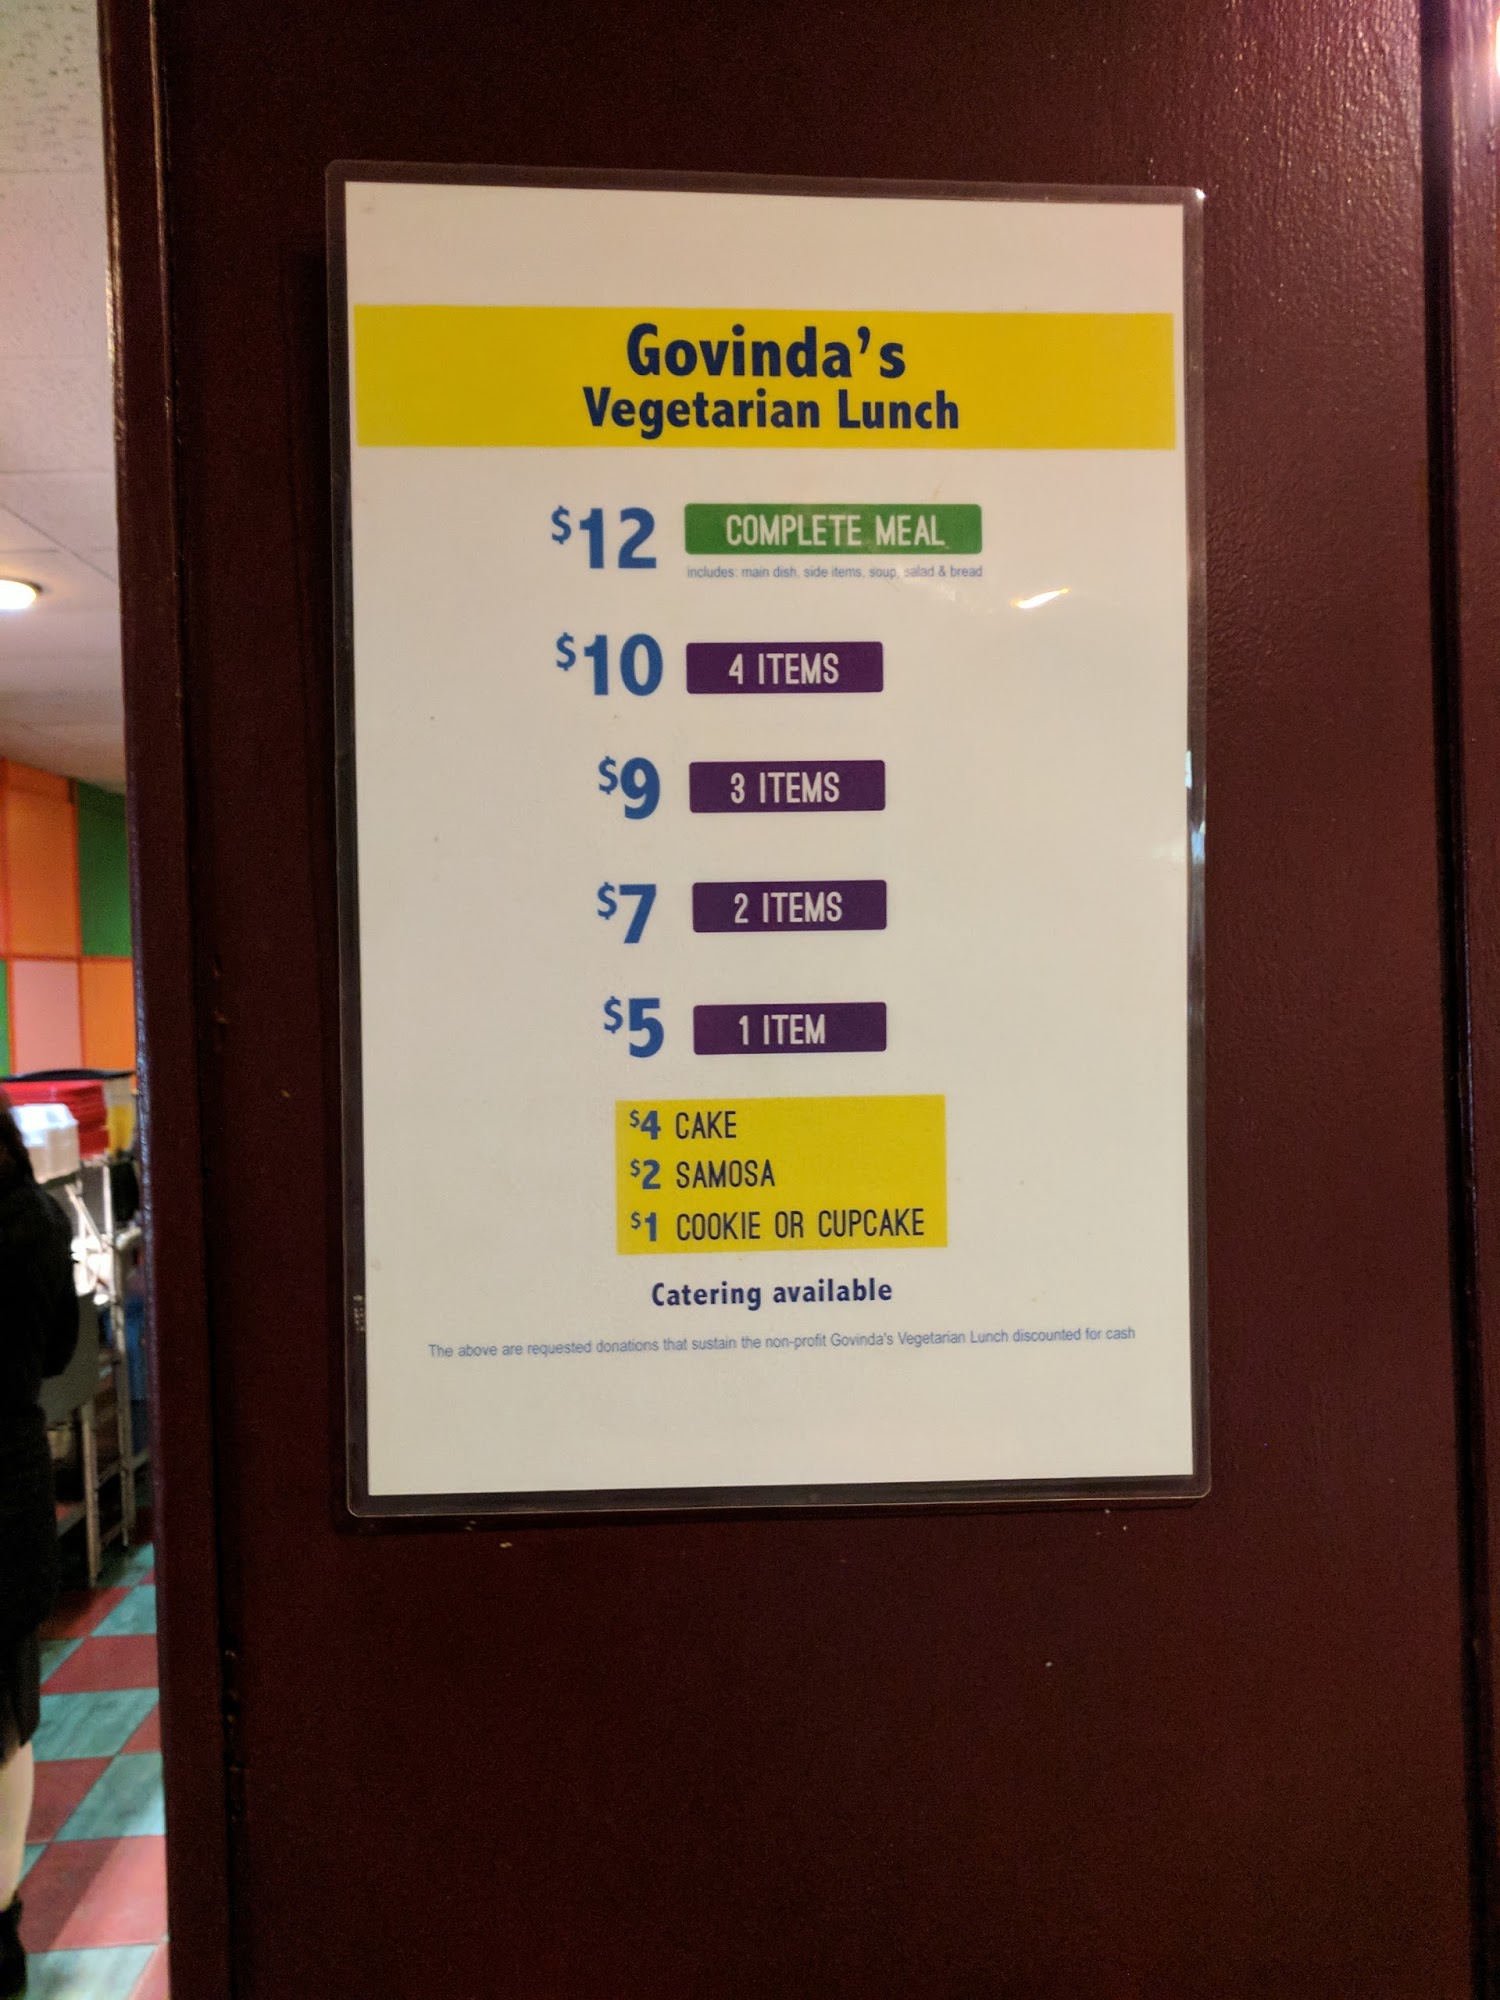 Govinda's
Vegetarian Lunch
$12 COMPLETE MEAL
includes: main dish, side items, soup, salad & bread
$10 4 ITEMS
$9 3 ITEMS
$7 2 ITEMS
$5 1 ITEM
$4 CAKE
$2 SAMOSA
$1 COOKIE OR CUPCAKE
Catering available
The above are requested donations that sustain the non-profit Govinda's Vegetarian Lunch discounted for cash